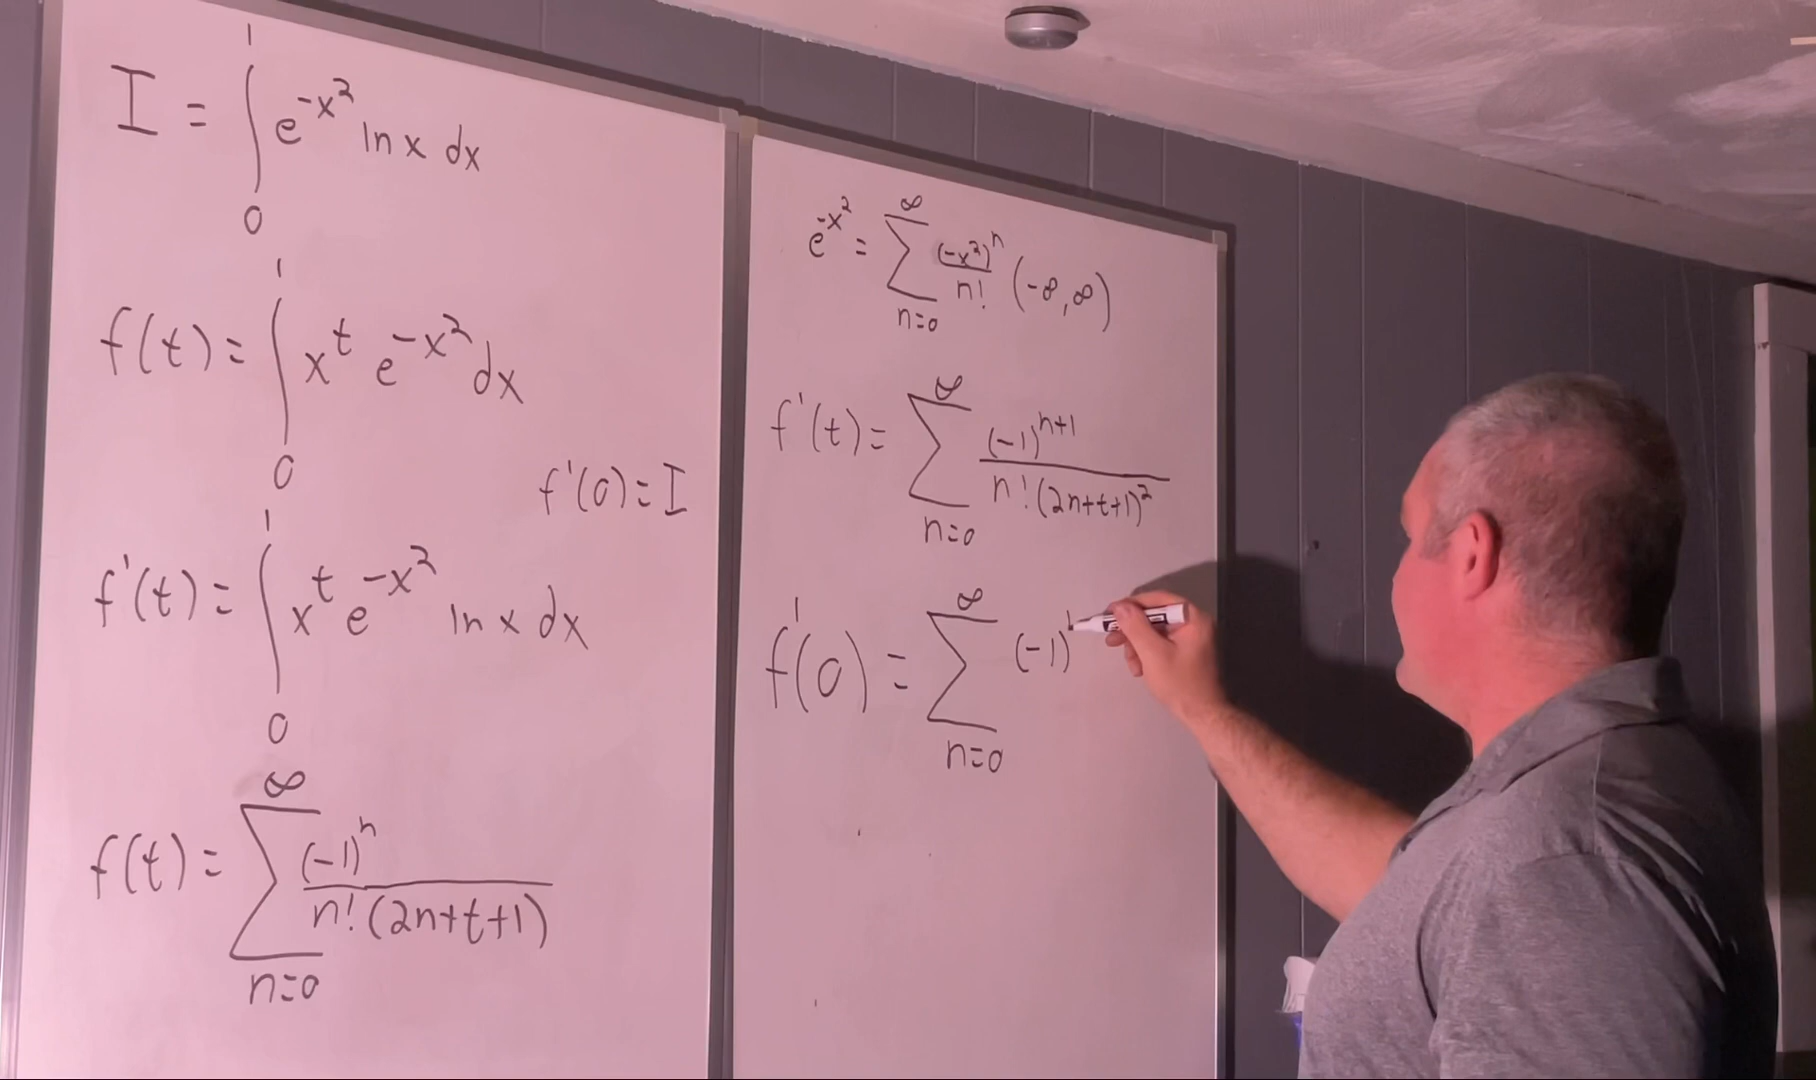 I = ∫₀¹ e^{-x²} ln x dx
f(t) = ∫₀¹ x^t e^{-x²} dx
f'(0) = I
f'(t) = ∫₀¹ x^t e^{-x²} ln x dx
f(t) = ∑_{n=0}^{∞} (-1)^n / n!(2n+t+1)
e^{-x²} = ∑_{n=0}^{∞} (-x²)^n / n! (-∞,∞)
f'(t) = ∑_{n=0}^{∞} (-1)^{n+1} / n!(2n+t+1)²
f'(0) = ∑_{n=0}^{∞} (-1)